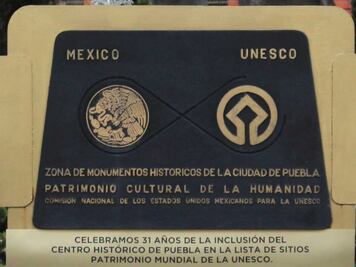 MEXICO UNESCO
ZONA DE MONUMENTOS HISTORICOS DE LA CIUDAD DE PUEBLA
PATRIMONIO CULTURAL DE LA HUMANIDAD
COMISION NACIONAL DE LOS ESTADOS UNIDOS MEXICANOS PARA LA UNESCO
CELEBRAMOS 31 AÑOS DE LA INCLUSIÓN DEL
CENTRO HISTÓRICO DE PUEBLA EN LA LISTA DE SITIOS
PATRIMONIO MUNDIAL DE LA UNESCO.